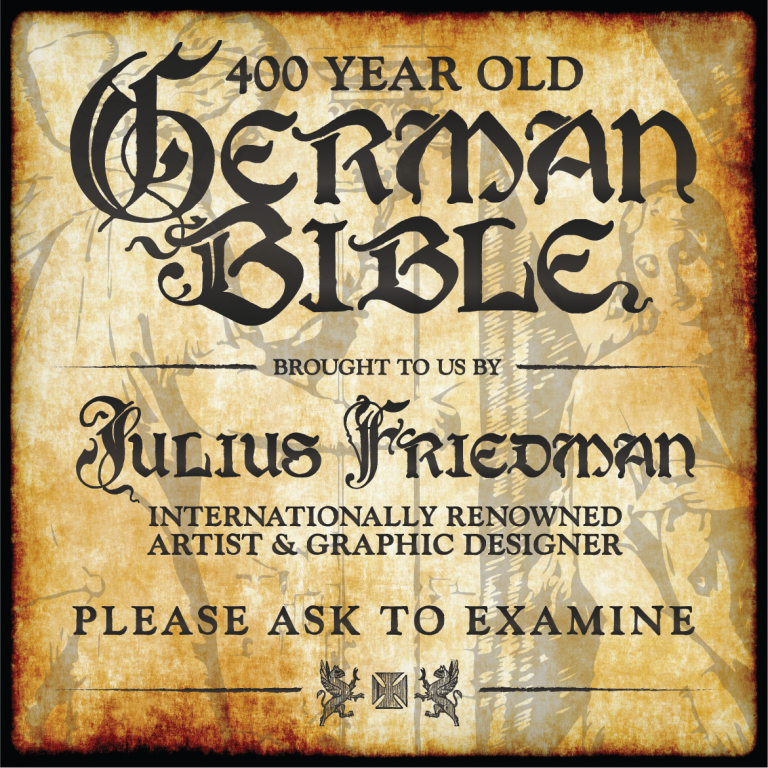 400 YEAR OLD
GERMAN
BIBLE
BROUGHT TO US BY
JULIUS FRIEDMAN
INTERNATIONALLY RENOWNED
ARTIST & GRAPHIC DESIGNER
PLEASE ASK TO EXAMINE